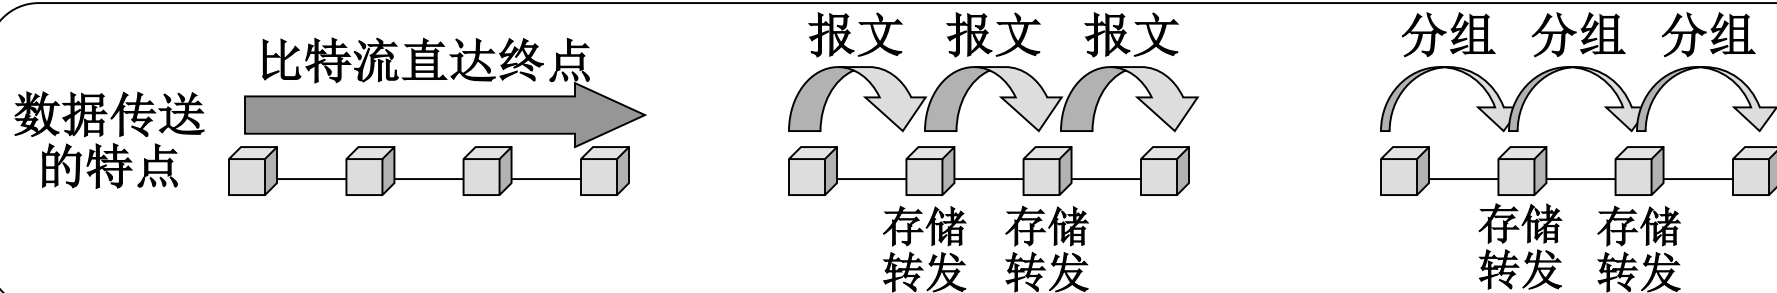 数据传送
的特点
比特流直达终点
报文 报文 报文
存储 存储
转发 转发
分组 分组 分组
存储 存储
转发 转发